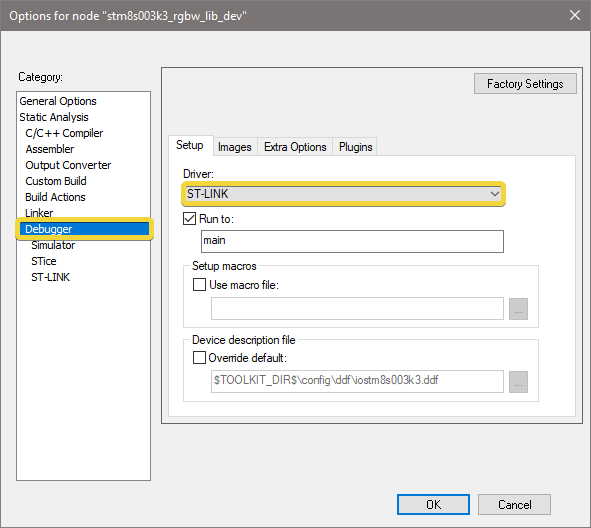 Options for node "stm8s003k3_rgbw_lib_dev"
Category:
General Options
Static Analysis
C/C++ Compiler
Assembler
Output Converter
Custom Build
Build Actions
Linker
Debugger
Simulator
STice
ST-LINK
Factory Settings
Setup
Images
Extra Options
Plugins
Driver:
ST-LINK
Run to:
main
Setup macros
Use macro file:
...
Device description file
Override default:
$TOOLKIT_DIR$\config\ddf\iostm8s003k3.ddf
...
OK
Cancel